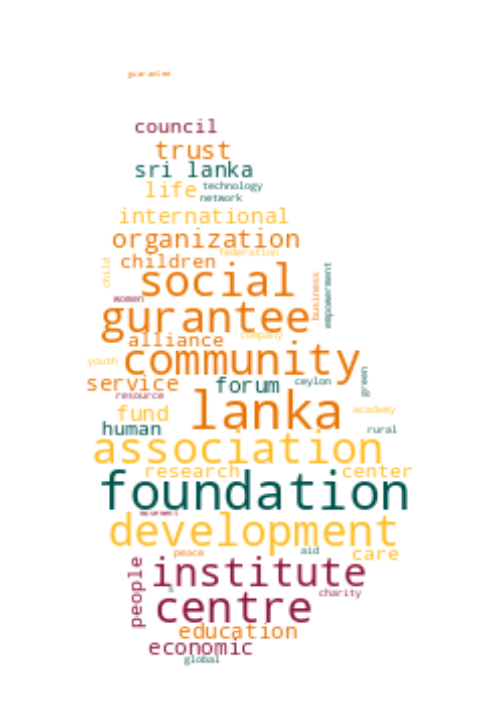 guarantee
council
trust
sri lanka
life technology
network
international
organization
federation
children
child
social
women
business
empowerment
gurantee
alliance
company
community
youth
service forum ceylon
green
resource
lanka
fund academy
human rural
association
research center
foundation
development
peace aid care
institute
people
charity
centre
education
economic
global